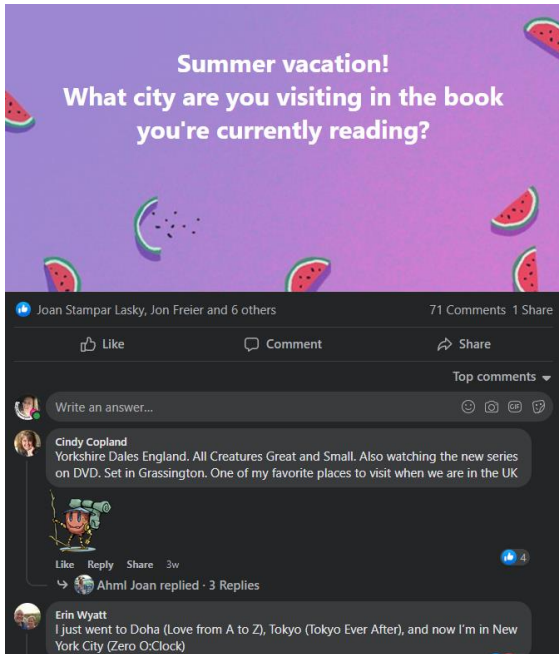 Summer vacation!
What city are you visiting in the book
you're currently reading?
Joan Stampar Lasky, Jon Freier and 6 others
71 Comments 1 Share
Like
Comment
Share
Top comments
Write an answer...
GIF
Cindy Copland
Yorkshire Dales England. All Creatures Great and Small. Also watching the new series
on DVD. Set in Grassington. One of my favorite places to visit when we are in the UK
Like Reply Share 3w
4
Ahml Joan replied · 3 Replies
Erin Wyatt
I just went to Doha (Love from A to Z), Tokyo (Tokyo Ever After), and now I'm in New
York City (Zero O:Clock)